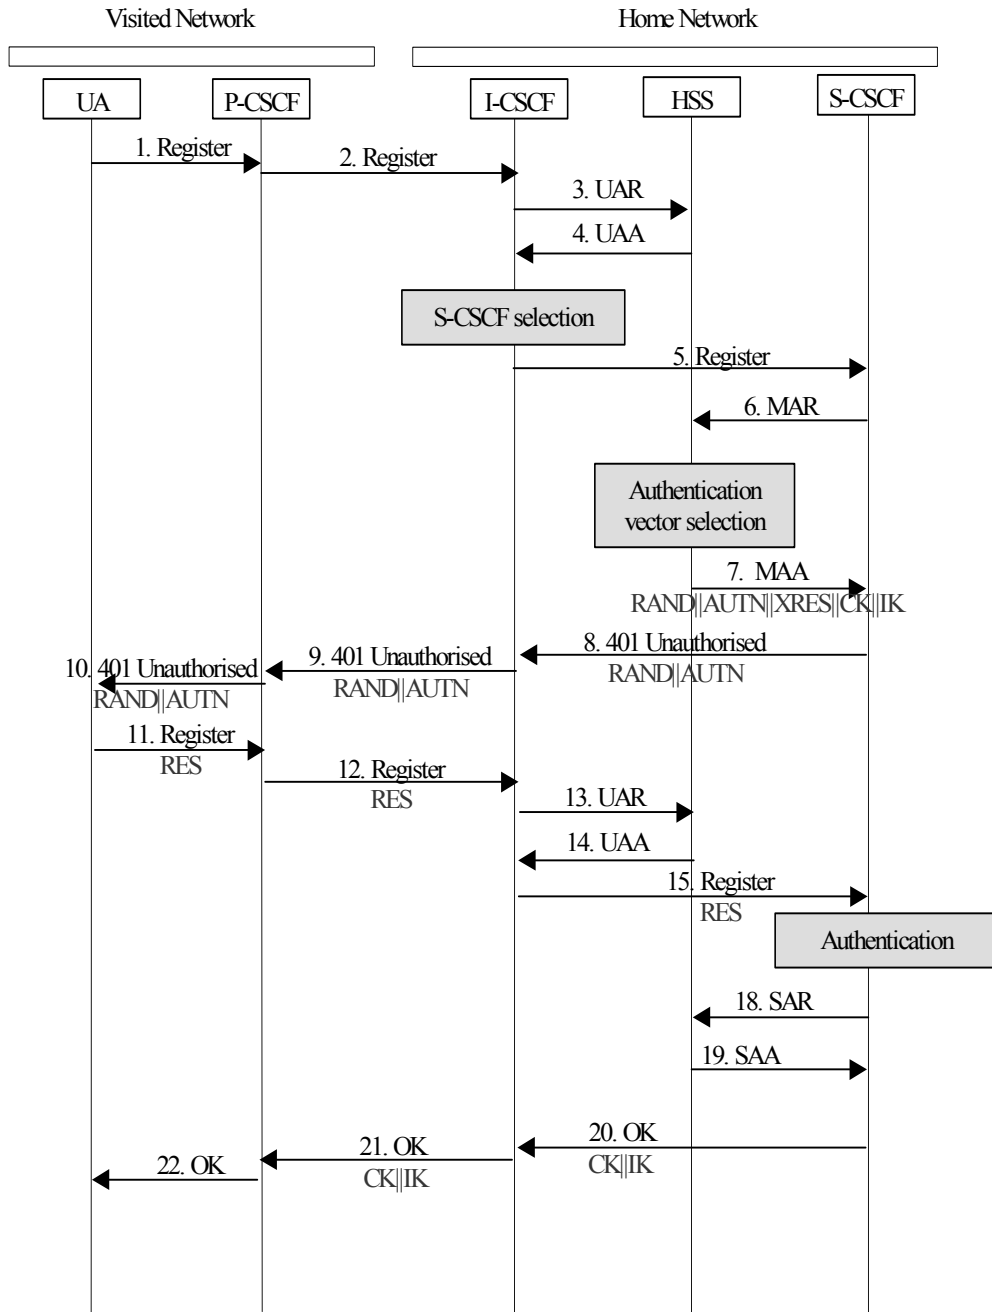 Visited Network
Home Network
UA
P-CSCF
I-CSCF
HSS
S-CSCF
1. Register
2. Register
3. UAR
4. UAA
S-CSCF selection
5. Register
6. MAR
Authentication
vector selection
7. MAA
RAND||AUTN||XRES||CK||IK
8. 401 Unauthorised
RAND||AUTN
9. 401 Unauthorised
RAND||AUTN
10. 401 Unauthorised
RAND||AUTN
11. Register
RES
12. Register
RES
13. UAR
14. UAA
15. Register
RES
Authentication
18. SAR
19. SAA
20. OK
CK||IK
21. OK
CK||IK
22. OK